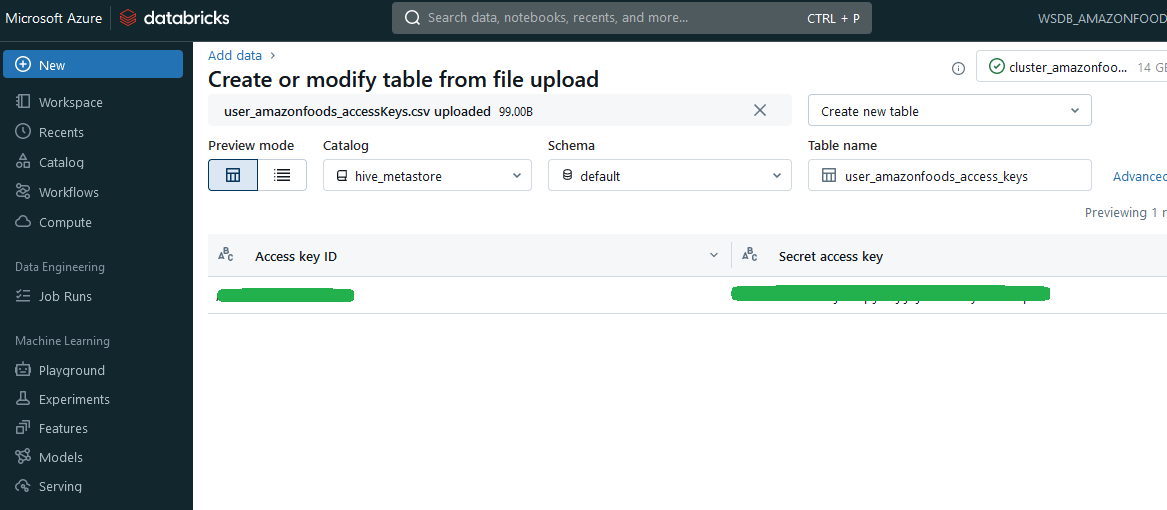 Microsoft Azure databricks Search data, notebooks, recents, and more... CTRL + P WSDB_AMAZONFOOD
New
Workspace
Recents
Catalog
Workflows
Compute
Data Engineering
Job Runs
Machine Learning
Playground
Experiments
Features
Models
Serving
Add data >
Create or modify table from file upload
cluster_amazonfoo... 14 GB
user_amazonfoods_accessKeys.csv uploaded 99.00B
Create new table
Preview mode Catalog Schema Table name
hive_metastore default user_amazonfoods_access_keys Advanced
Previewing 1 r
Access key ID Secret access key